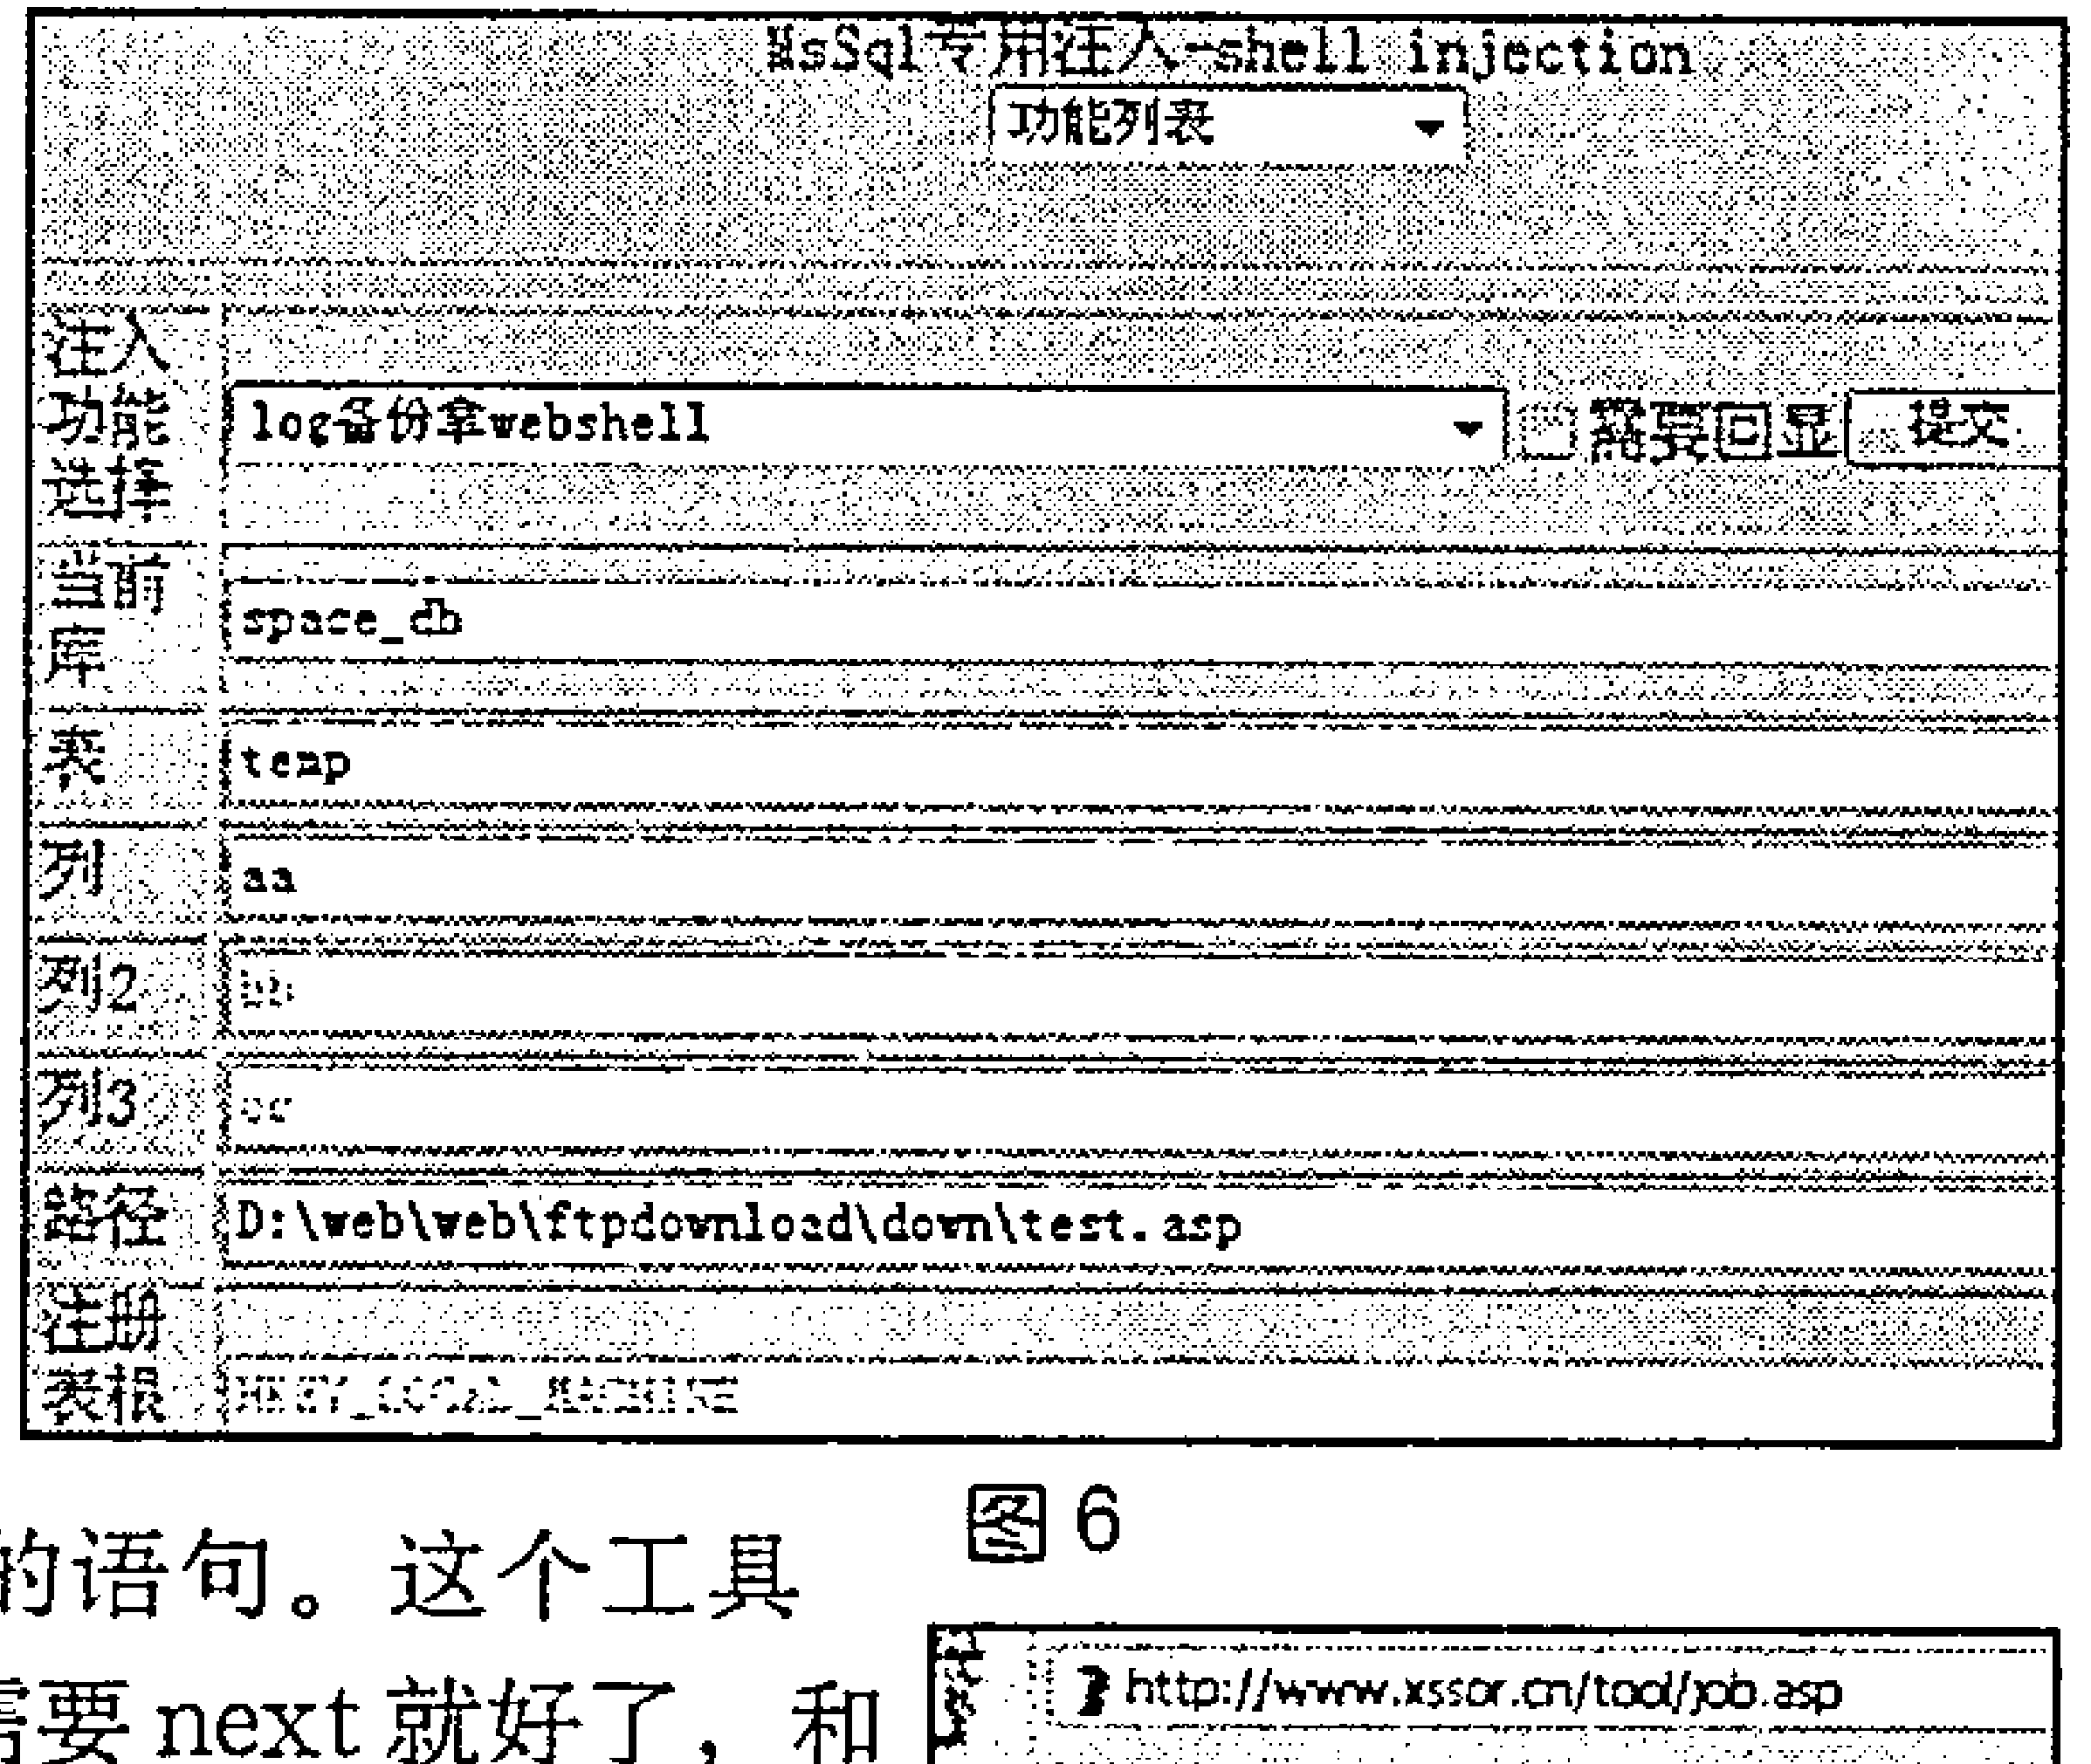 MsSql专用注入-shell injection
功能列表
注入
功能
选择
log备份拿webshell
需要回显
提交
当前
库
space_db
表
temp
列
aa
列2
bb
列3
cc
路径
D:\web\web\ftpdownload\down\test.asp
注册
表根
HKEY_LOCAL_MACHINE
图 6
的语句。这个工具
需要 next 就好了，和
http://www.xssor.cn/tool/job.asp